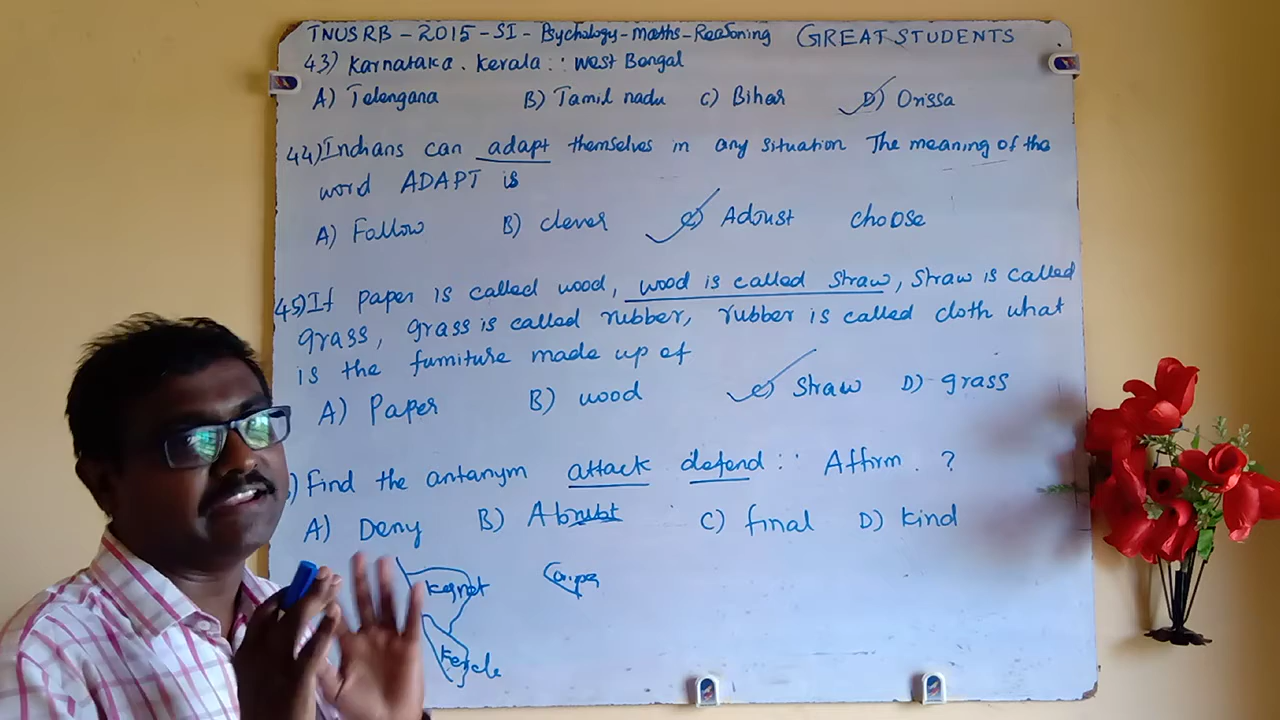 TNUSRB - 2015 - SI - Psychology - maths - Reasoning GREAT STUDENTS
43) Karnataka . Kerala :: West Bengal
A) Telengana B) Tamil nadu C) Bihar D) Orissa
44) Indians can adapt themselves in any situation The meaning of the
word ADAPT is
A) Follow B) clever C) Adjust choose
45) If paper is called wood, wood is called straw, straw is called
grass, grass is called rubber, rubber is called cloth what
is the furniture made up of
A) Paper B) wood C) straw D) grass
) Find the antanym attack defend :: Affirm . ?
A) Deny B) C) final D) kind